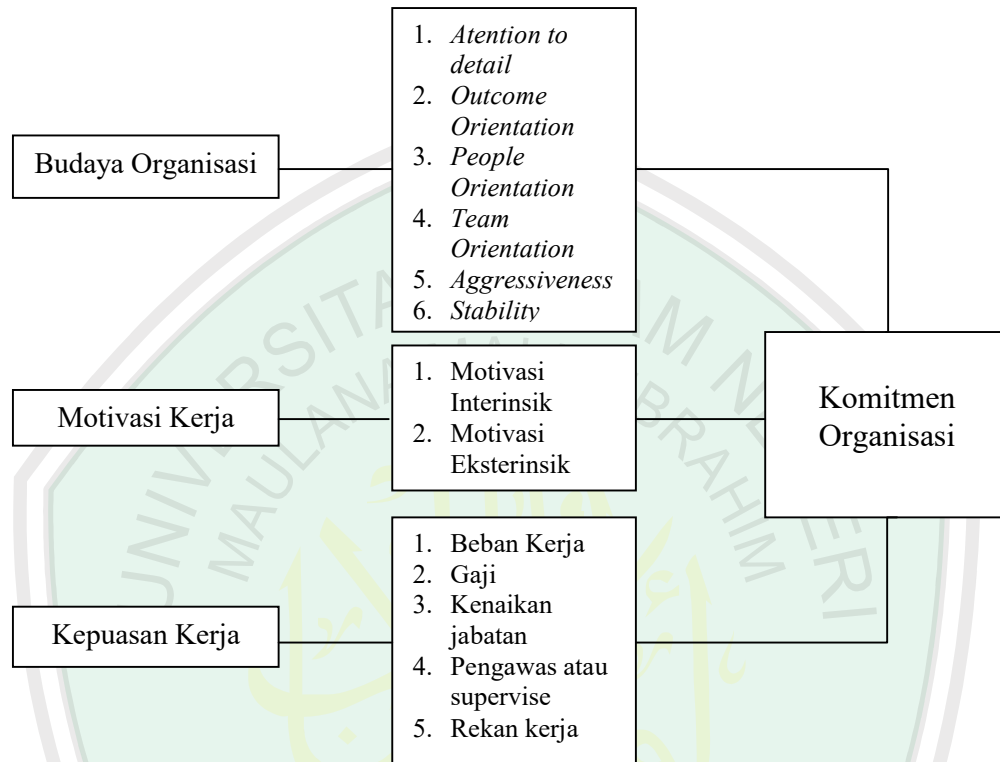 Budaya Organisasi
1. Atention to
detail
2. Outcome
Orientation
3. People
Orientation
4. Team
Orientation
5. Aggressiveness
6. Stability
Motivasi Kerja
1. Motivasi
Interinsik
2. Motivasi
Eksterinsik
Kepuasan Kerja
1. Beban Kerja
2. Gaji
3. Kenaikan
jabatan
4. Pengawas atau
supervise
5. Rekan kerja
Komitmen
Organisasi